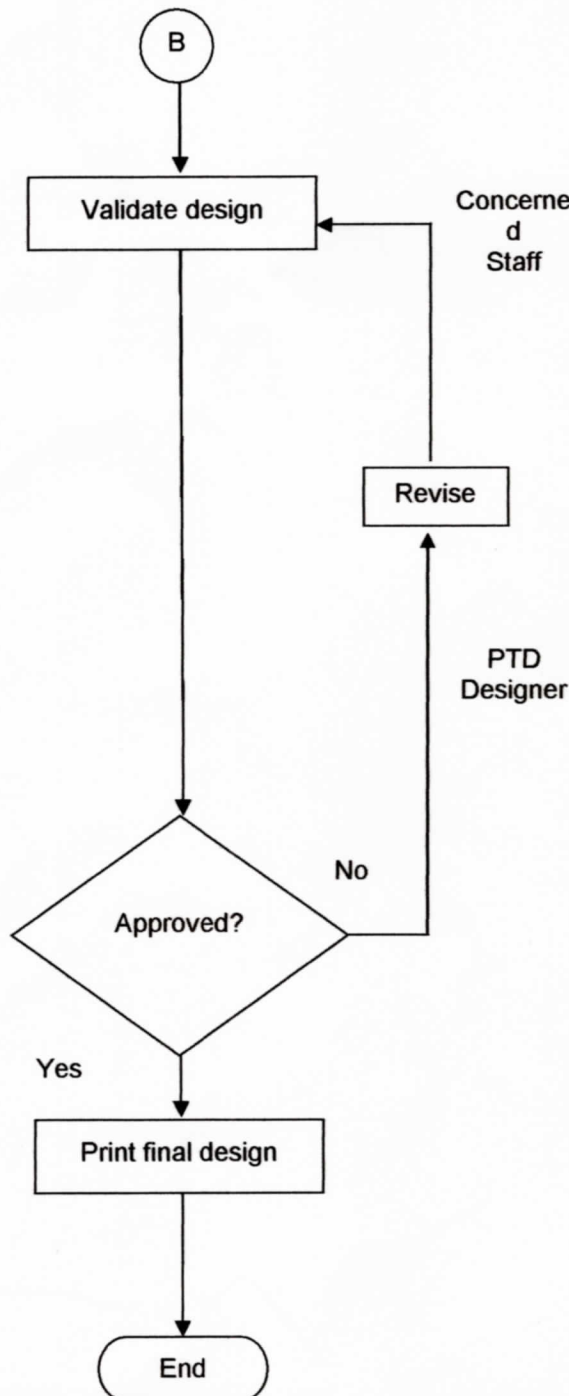 B
Validate design
Concerne
d
Staff
Revise
PTD
Designer
No
Approved?
Yes
Print final design
End